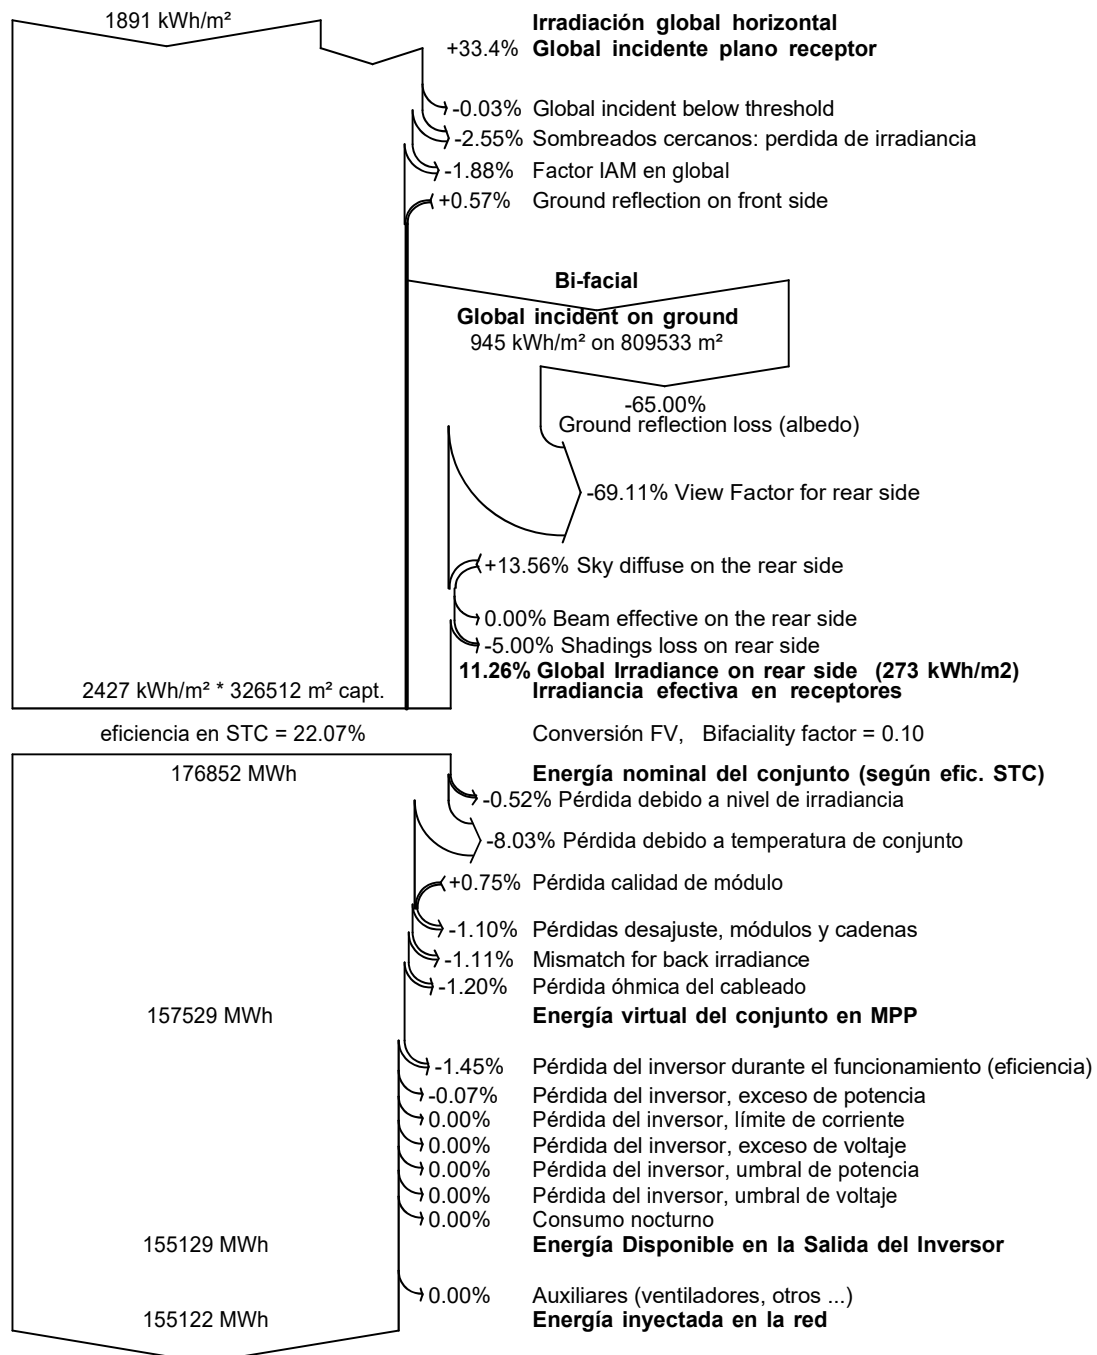 1891 kWh/m² Irradiación global horizontal
+33.4% Global incidente plano receptor
-0.03% Global incident below threshold
-2.55% Sombreados cercanos: perdida de irradiancia
-1.88% Factor IAM en global
+0.57% Ground reflection on front side
Bi-facial
Global incident on ground
945 kWh/m² on 809533 m²
-65.00%
Ground reflection loss (albedo)
-69.11% View Factor for rear side
+13.56% Sky diffuse on the rear side
0.00% Beam effective on the rear side
-5.00% Shadings loss on rear side
11.26% Global Irradiance on rear side (273 kWh/m2)
2427 kWh/m² * 326512 m² capt. Irradiancia efectiva en receptores
eficiencia en STC = 22.07% Conversión FV, Bifaciality factor = 0.10
176852 MWh Energía nominal del conjunto (según efic. STC)
-0.52% Pérdida debido a nivel de irradiancia
-8.03% Pérdida debido a temperatura de conjunto
+0.75% Pérdida calidad de módulo
-1.10% Pérdidas desajuste, módulos y cadenas
-1.11% Mismatch for back irradiance
-1.20% Pérdida óhmica del cableado
157529 MWh Energía virtual del conjunto en MPP
-1.45% Pérdida del inversor durante el funcionamiento (eficiencia)
-0.07% Pérdida del inversor, exceso de potencia
0.00% Pérdida del inversor, límite de corriente
0.00% Pérdida del inversor, exceso de voltaje
0.00% Pérdida del inversor, umbral de potencia
0.00% Pérdida del inversor, umbral de voltaje
0.00% Consumo nocturno
155129 MWh Energía Disponible en la Salida del Inversor
0.00% Auxiliares (ventiladores, otros ...)
155122 MWh Energía inyectada en la red